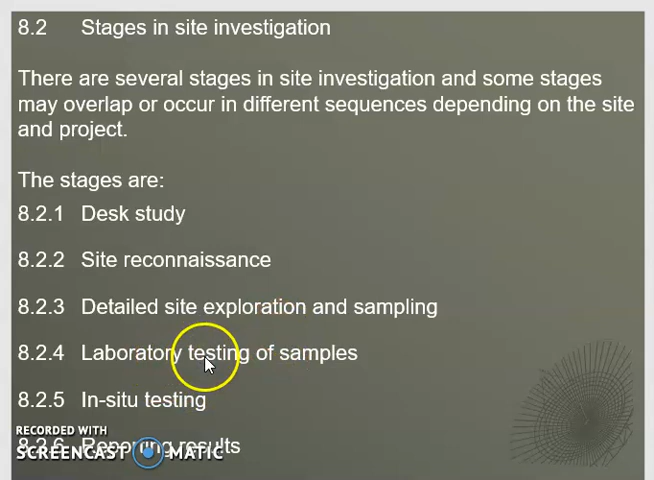 8.2 Stages in site investigation
There are several stages in site investigation and some stages
may overlap or occur in different sequences depending on the site
and project.
The stages are:
8.2.1 Desk study
8.2.2 Site reconnaissance
8.2.3 Detailed site exploration and sampling
8.2.4 Laboratory testing of samples
8.2.5 In-situ testing
RECORDED WITH
8.2.6 Reporting results
SCREENCAST MATIC